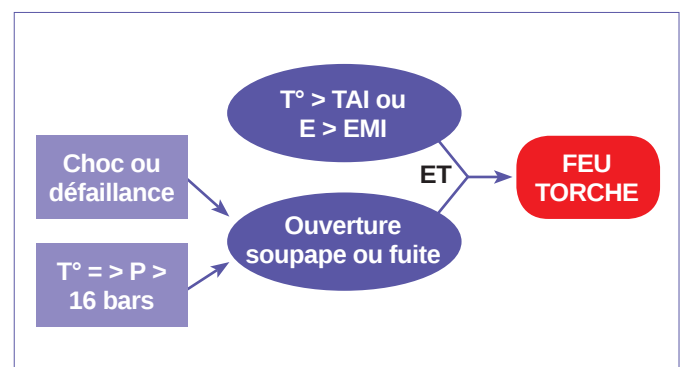 T° > TAI ou
E > EMI
Choc ou
défaillance
ET
FEU
TORCHE
Ouverture
soupape ou fuite
T° = > P >
16 bars